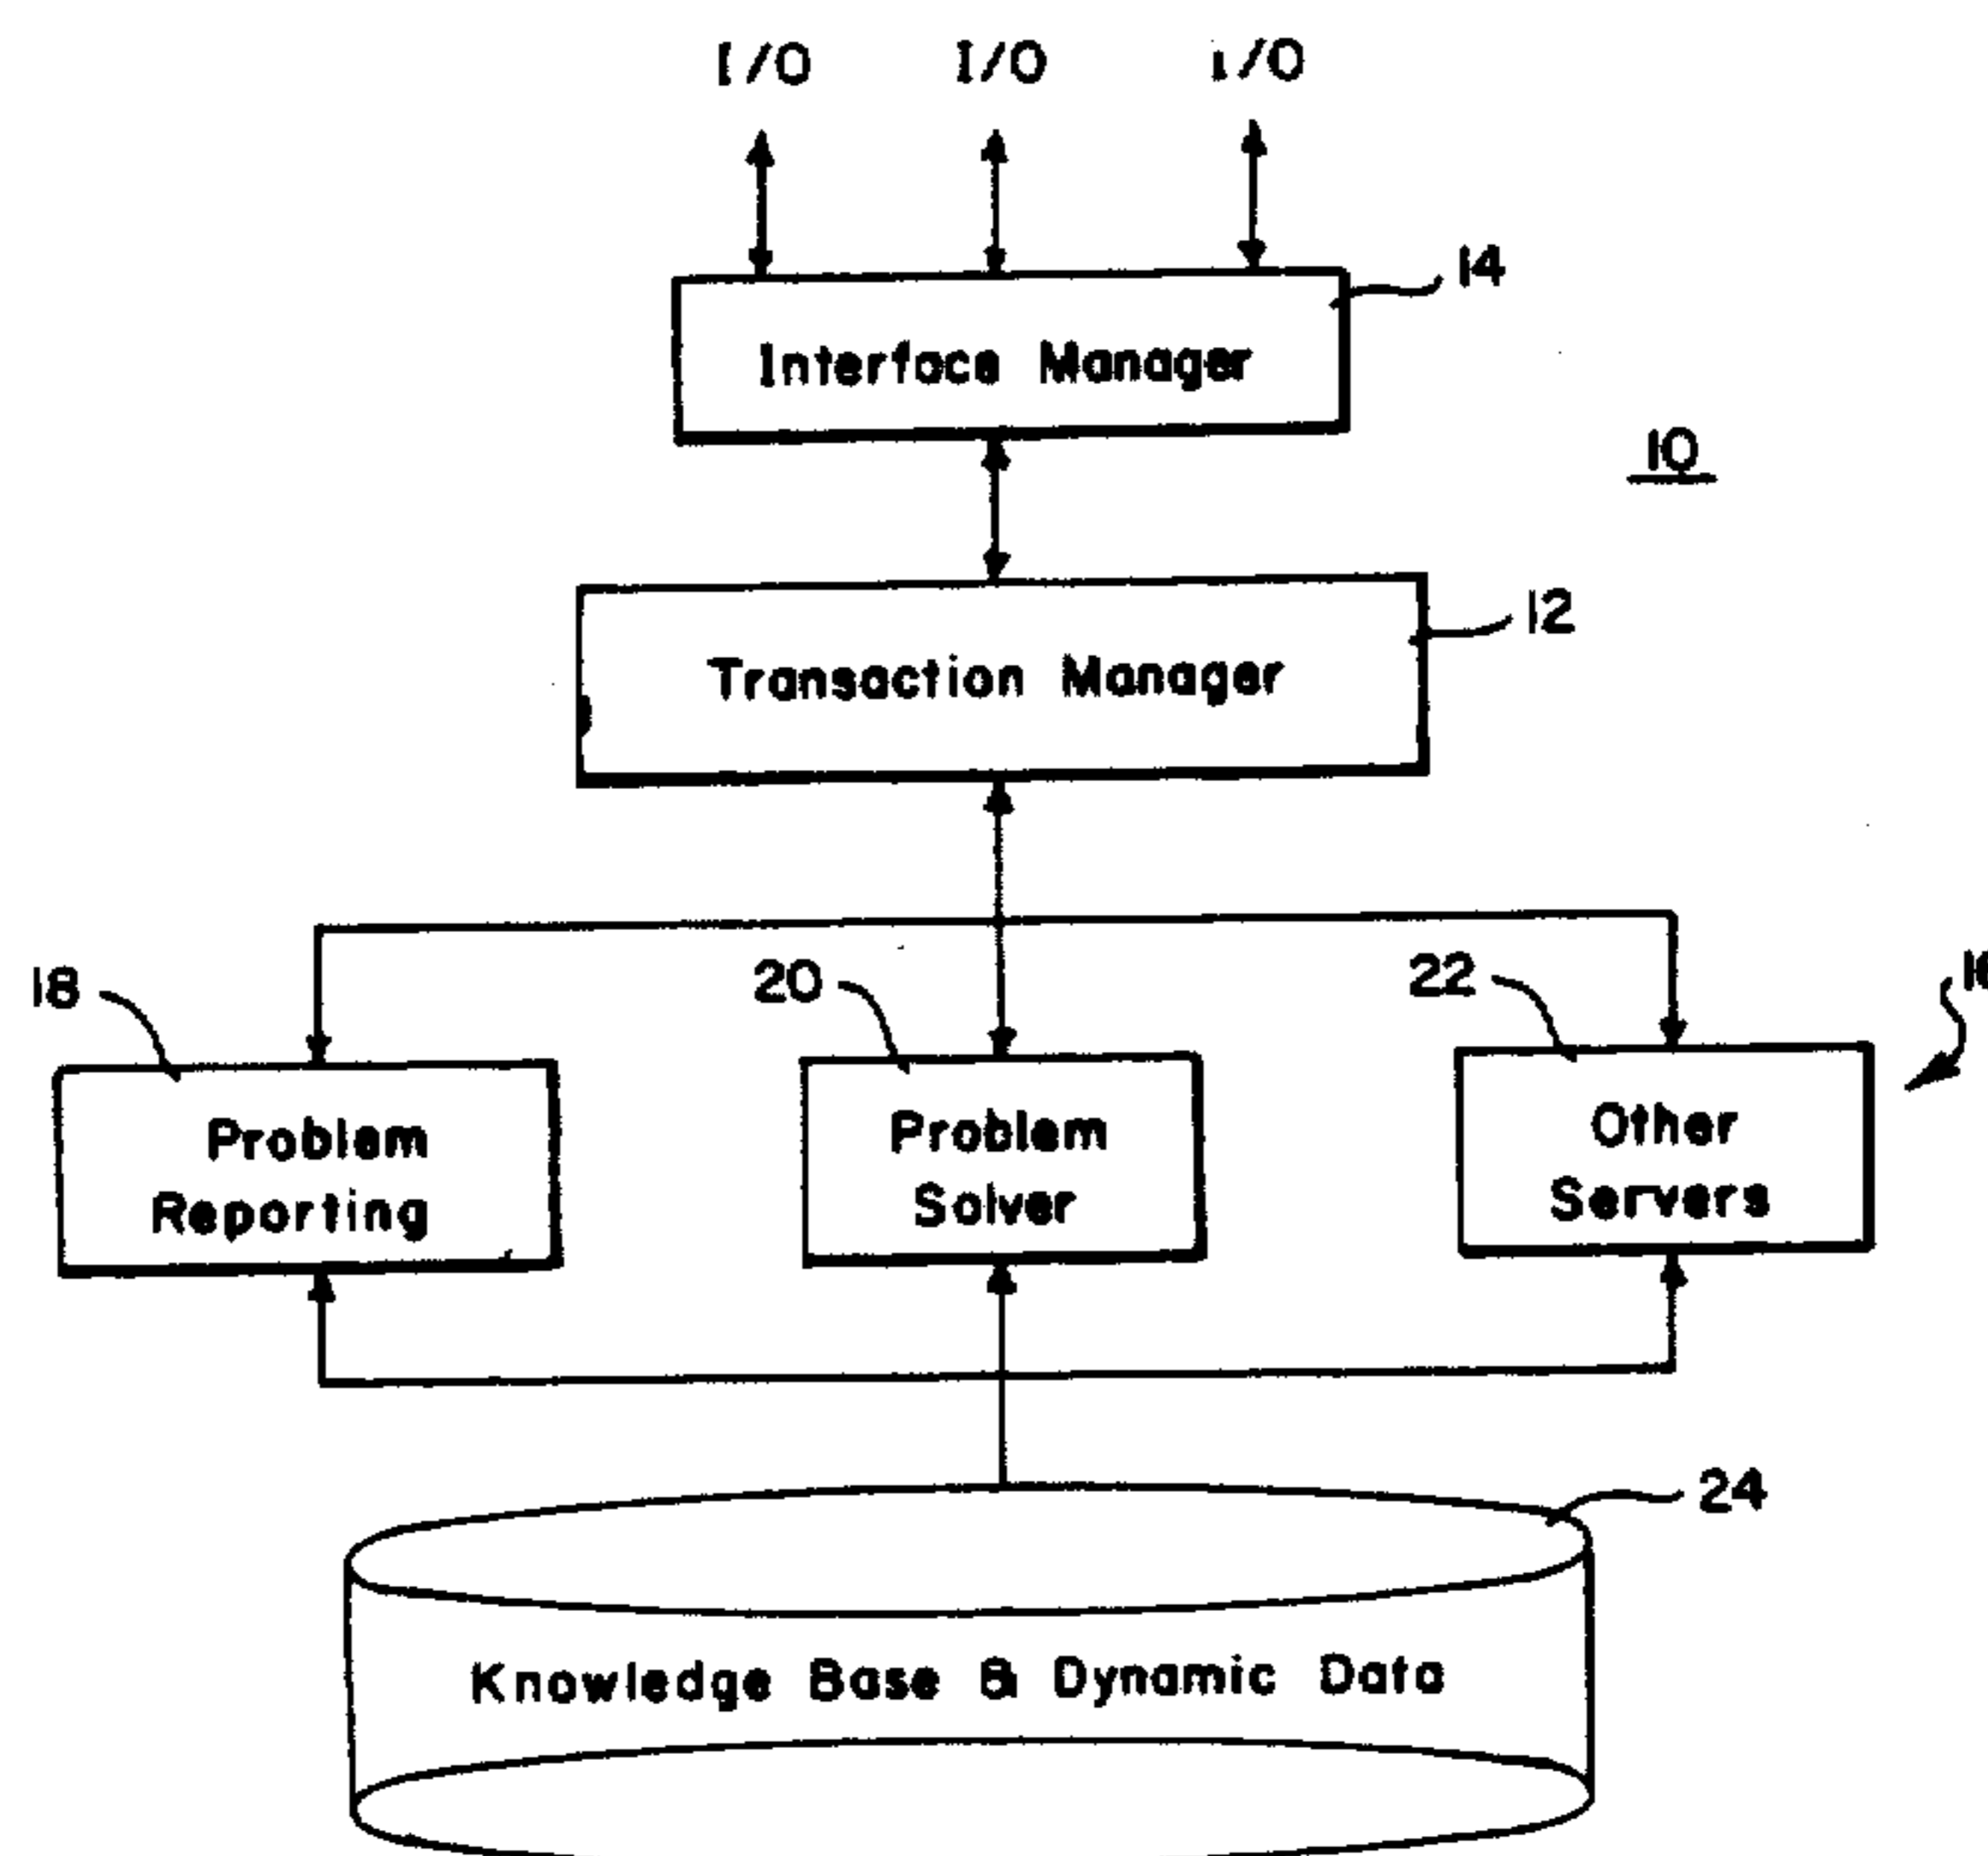 I/O I/O I/O
14
Interface Manager
10
12
Transaction Manager
18
20
22
Problem
Reporting
Problem
Solver
Other
Servers
24
Knowledge Base & Dynamic Data